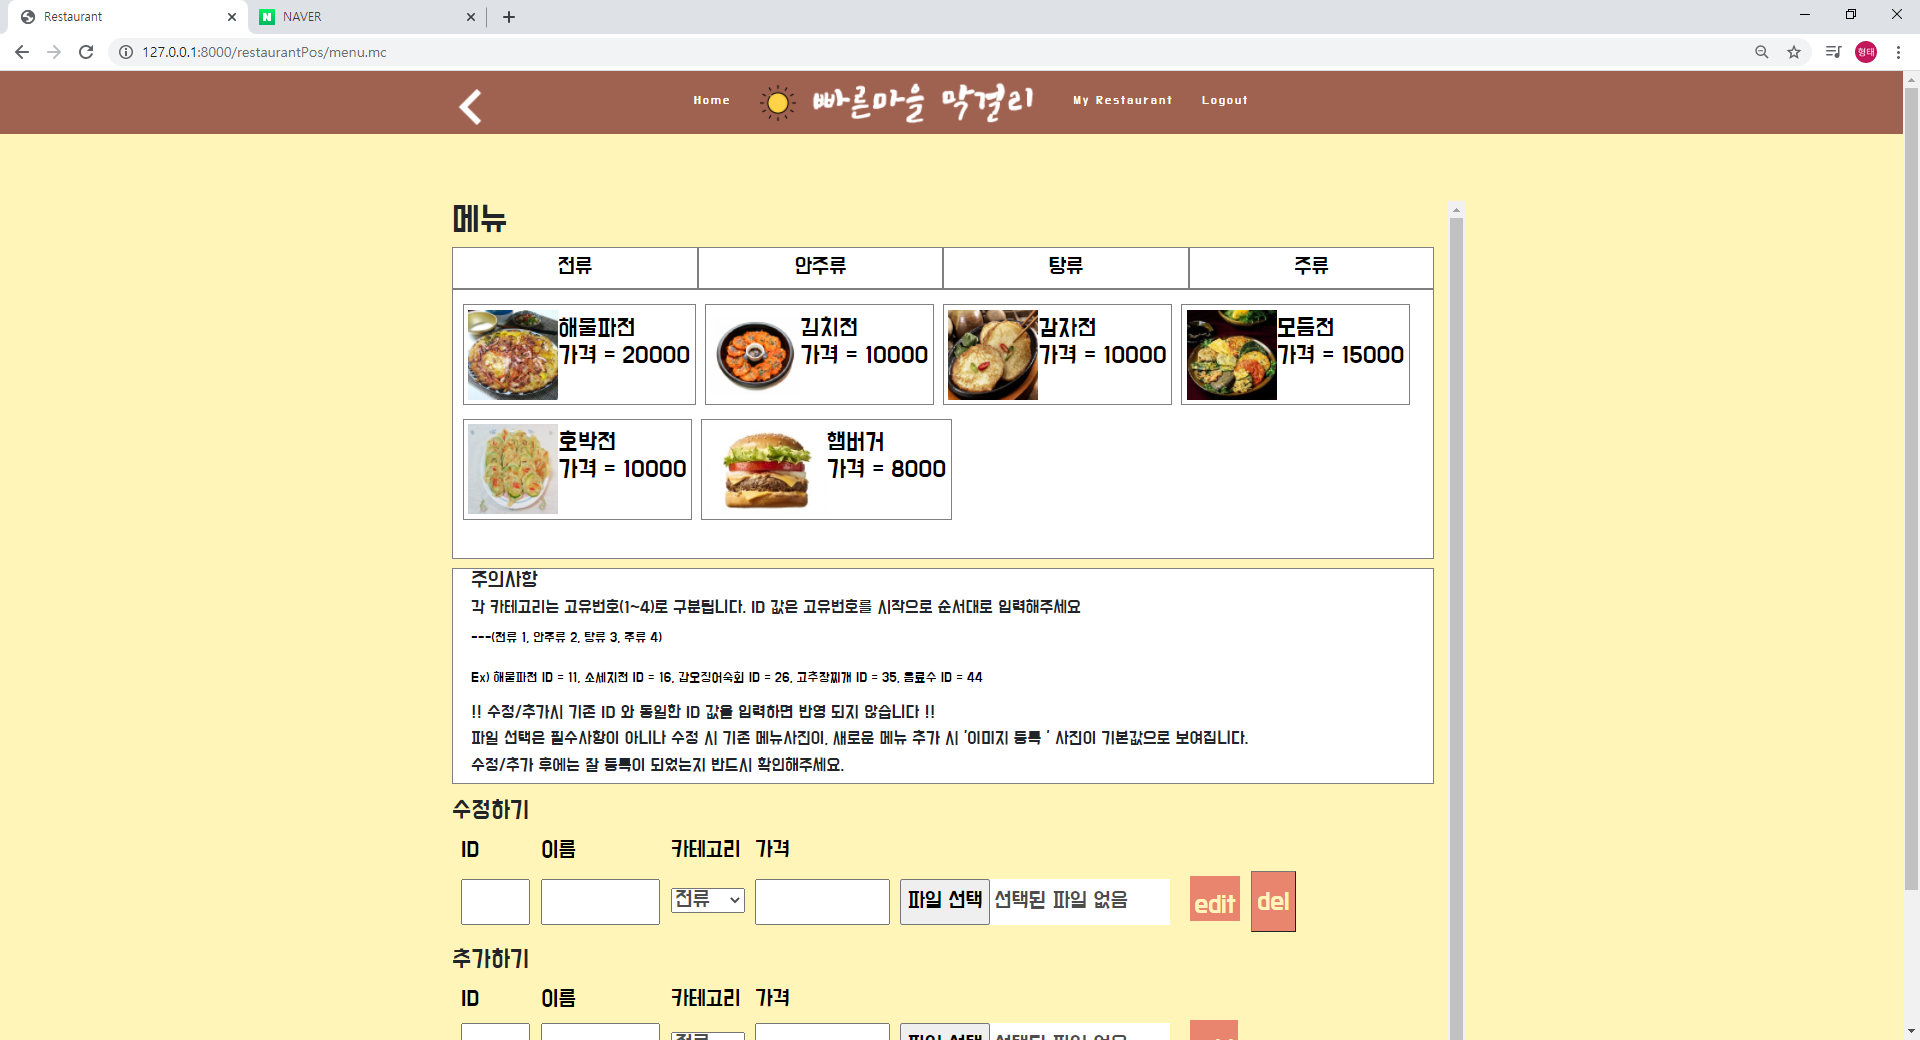 Restaurant
NAVER
127.0.0.1:8000/restaurantPos/menu.mc
형태
Home
빠른마을 막걸리
My Restaurant
Logout
메뉴
전류 안주류 탕류 주류
해물파전
가격 = 20000
김치전
가격 = 10000
감자전
가격 = 10000
모듬전
가격 = 15000
호박전
가격 = 10000
햄버거
가격 = 8000
주의사항
각 카테고리는 고유번호(1~4)로 구분됩니다. ID 값은 고유번호를 시작으로 순서대로 입력해주세요
---(전류 1, 안주류 2, 탕류 3, 주류 4)
Ex) 해물파전 ID = 11, 소세지전 ID = 16, 갑오징어숙회 ID = 26, 고추장찌개 ID = 35, 음료수 ID = 44
!! 수정/추가시 기존 ID 와 동일한 ID 값을 입력하면 반영 되지 않습니다 !!
파일 선택은 필수사항이 아니나 수정 시 기존 메뉴사진이, 새로운 메뉴 추가 시 '이미지 등록 ' 사진이 기본값으로 보여집니다.
수정/추가 후에는 잘 등록이 되었는지 반드시 확인해주세요.
수정하기
ID 이름 카테고리 가격
전류 파일 선택 선택된 파일 없음 edit del
추가하기
ID 이름 카테고리 가격
전류 파일 선택 선택된 파일 없음